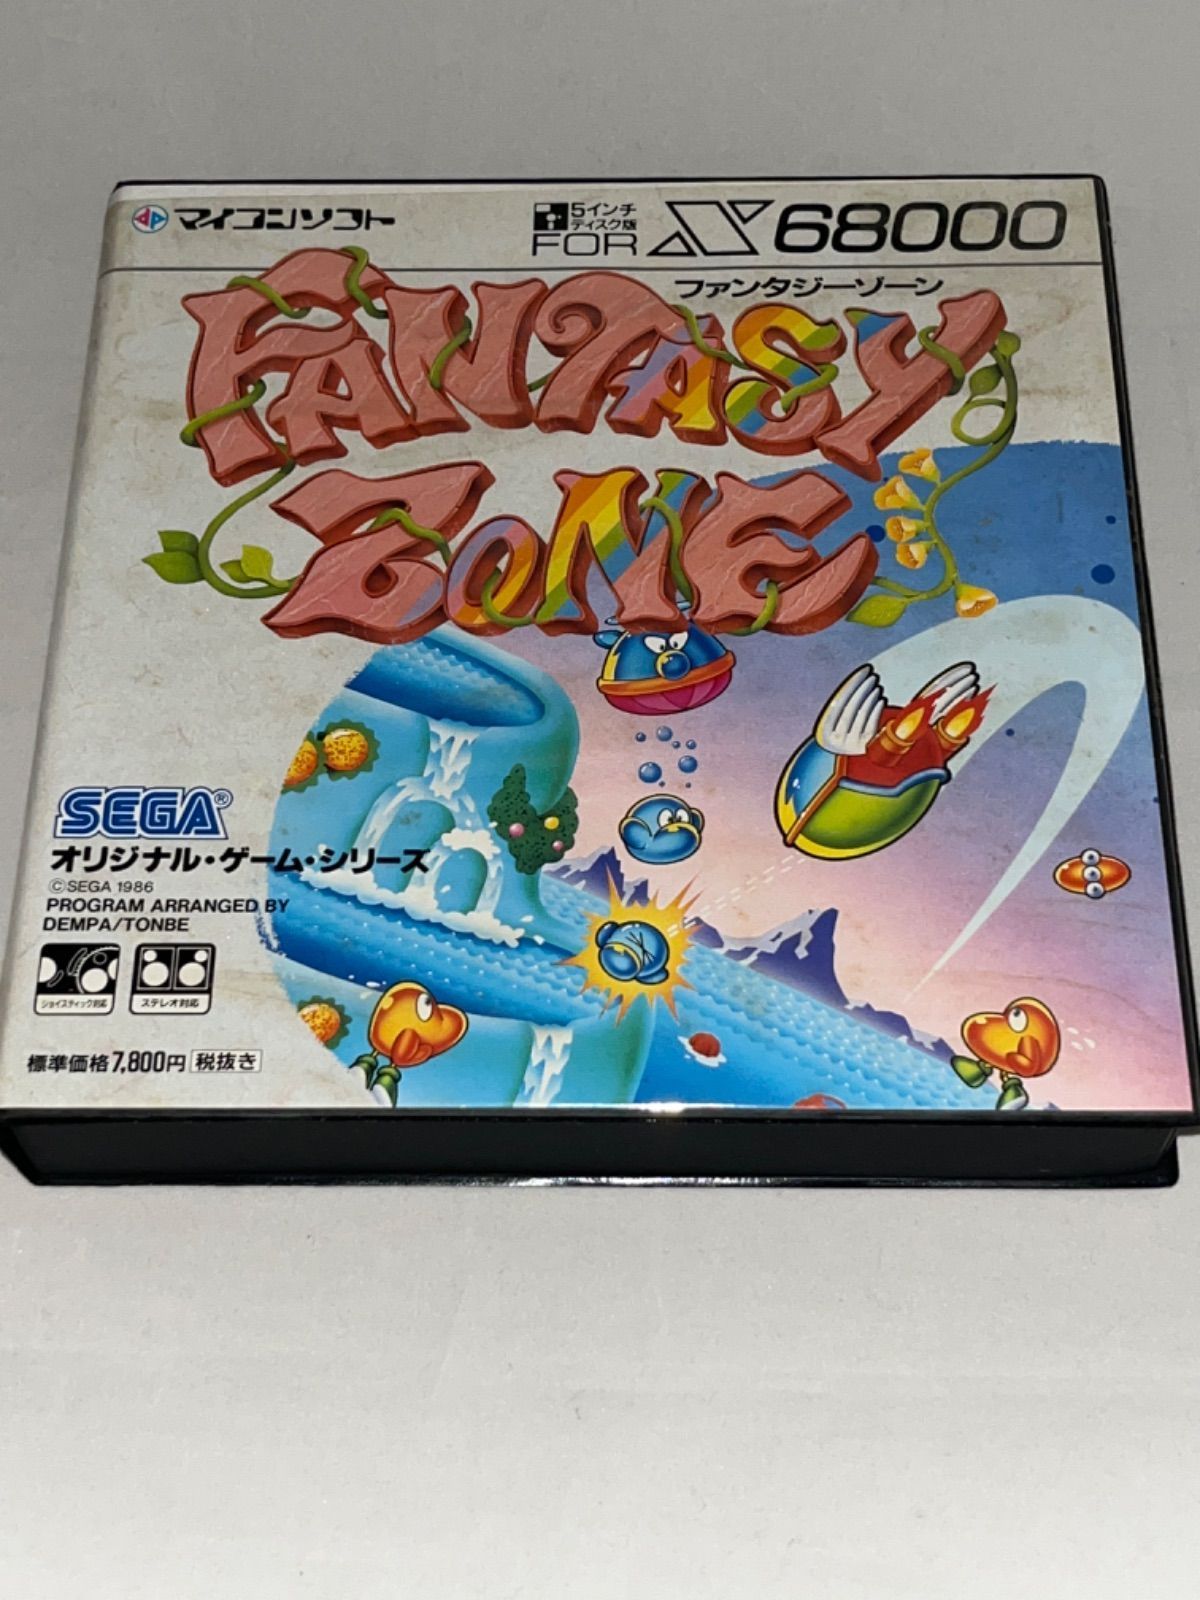 dp マイコンソフト
5インチ
ディスク版
FOR X68000
ファンタジーゾーン
FANTASY
ZONE
SEGA®
オリジナル・ゲーム・シリーズ
©SEGA 1986
PROGRAM ARRANGED BY
DEMPA/TONBE
ジョイスティック対応
ステレオ対応
標準価格7,800円 税抜き